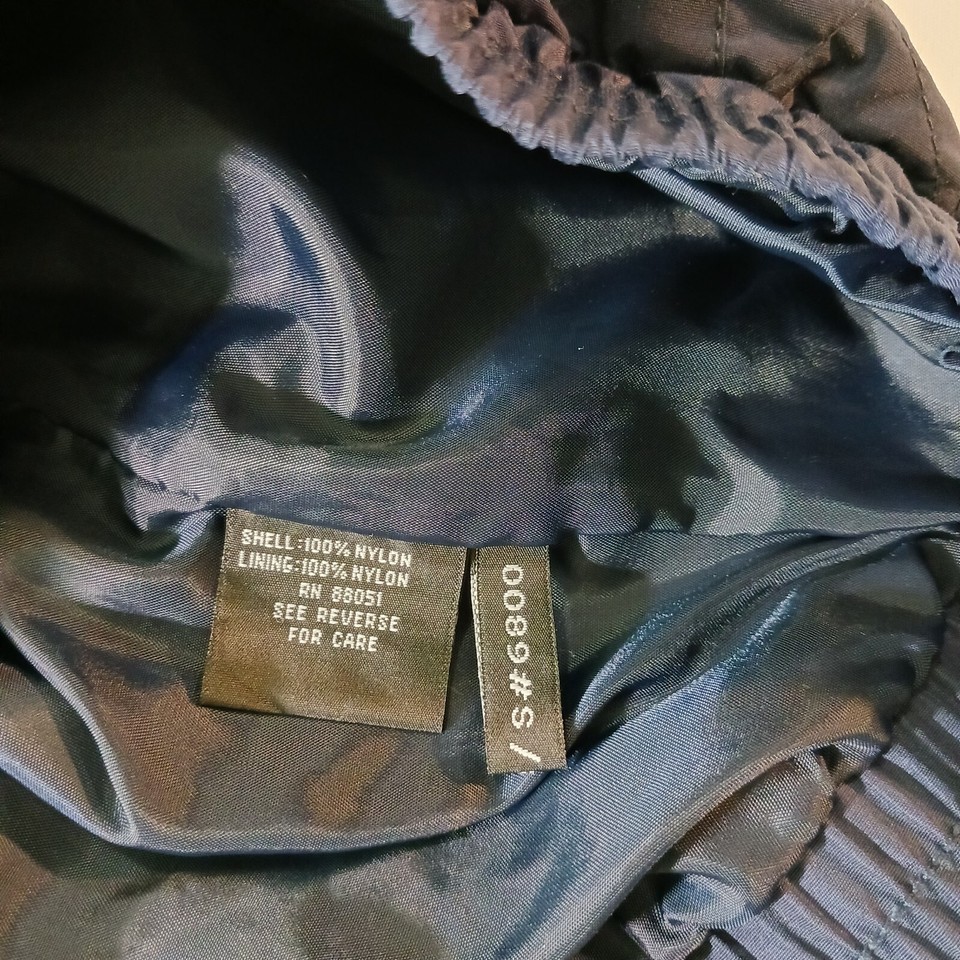 SHELL:100% NYLON
LINING:100% NYLON
RN 88051
SEE REVERSE
FOR CARE
/ S#6800